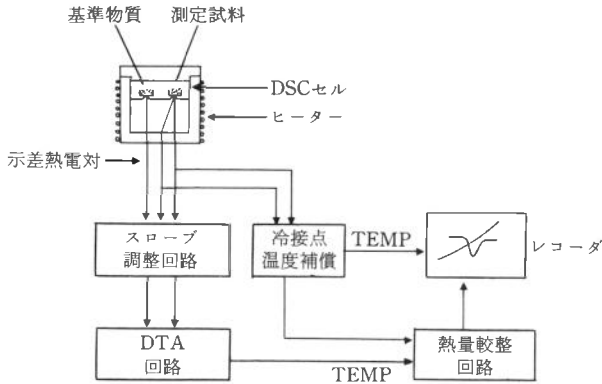 基準物質
測定試料
DSCセル
ヒーター
示差熱電対
スロープ
調整回路
冷接点
温度補償
TEMP
レコーダ
DTA
回路
TEMP
熱量較整
回路